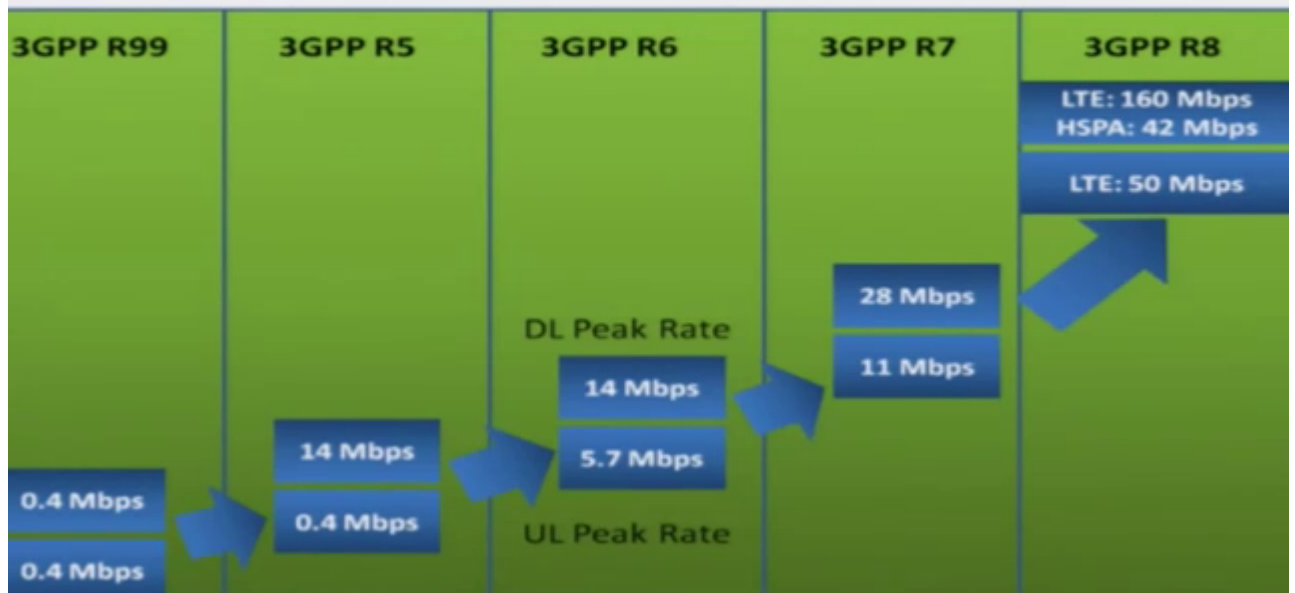 3GPP R99
3GPP R5
3GPP R6
3GPP R7
3GPP R8
LTE: 160 Mbps
HSPA: 42 Mbps
LTE: 50 Mbps
28 Mbps
11 Mbps
DL Peak Rate
14 Mbps
5.7 Mbps
UL Peak Rate
14 Mbps
0.4 Mbps
0.4 Mbps
0.4 Mbps